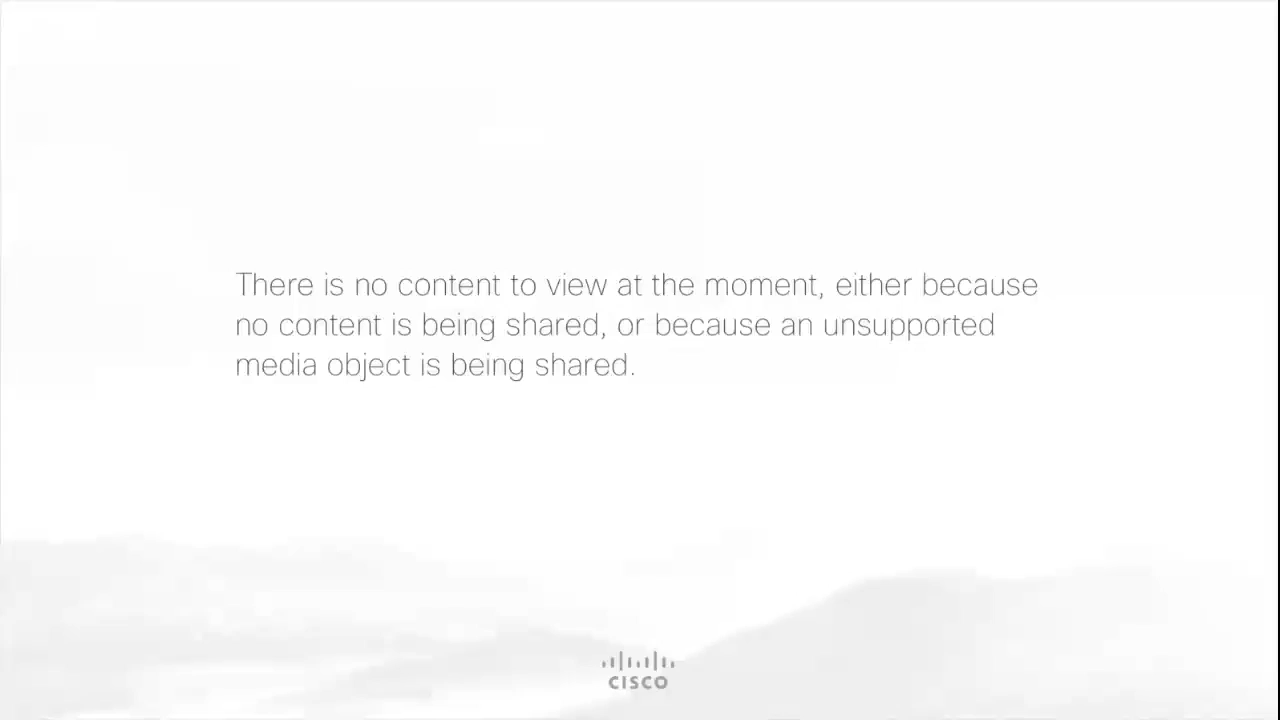 There is no content to view at the moment, either because
no content is being shared, or because an unsupported
media object is being shared.
CISCO